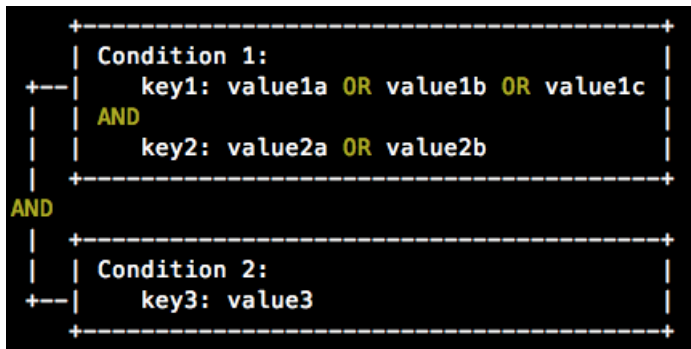 Condition 1:
key1: value1a OR value1b OR value1c
AND
key2: value2a OR value2b
AND
Condition 2:
key3: value3